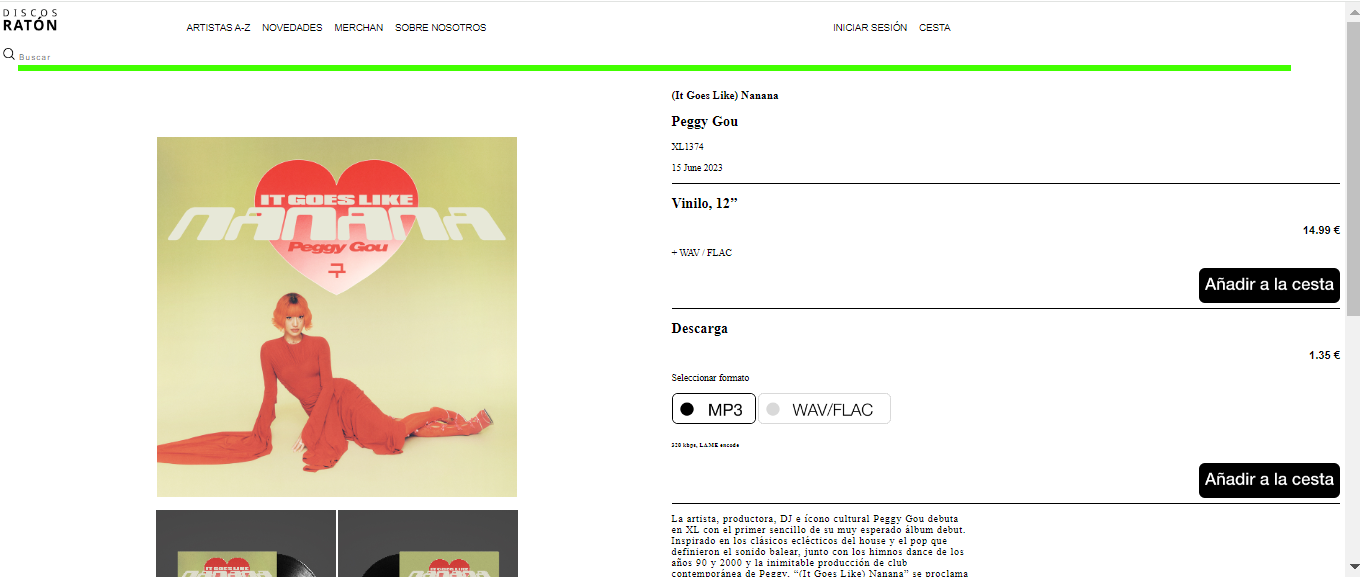 DISCOS
RATÓN
ARTISTAS A-Z NOVEDADES MERCHAN SOBRE NOSOTROS INICIAR SESIÓN CESTA
Buscar
IT GOES LIKE
NANANA
Peggy Gou
구
(It Goes Like) Nanana
Peggy Gou
XL1374
15 June 2023
Vinilo, 12”
14.99 €
+ WAV / FLAC
Añadir a la cesta
Descarga
1.35 €
Seleccionar formato
MP3 WAV/FLAC
320 kbps, LAME encode
Añadir a la cesta
La artista, productora, DJ e ícono cultural Peggy Gou debuta
en XL con el primer sencillo de su muy esperado álbum debut.
Inspirado en los clásicos eclécticos del house y el pop que
definieron el sonido balear, junto con los himnos dance de los
años 90 y 2000 y la inimitable producción de club
contemporánea de Peggy, “(It Goes Like) Nanana” se proclama